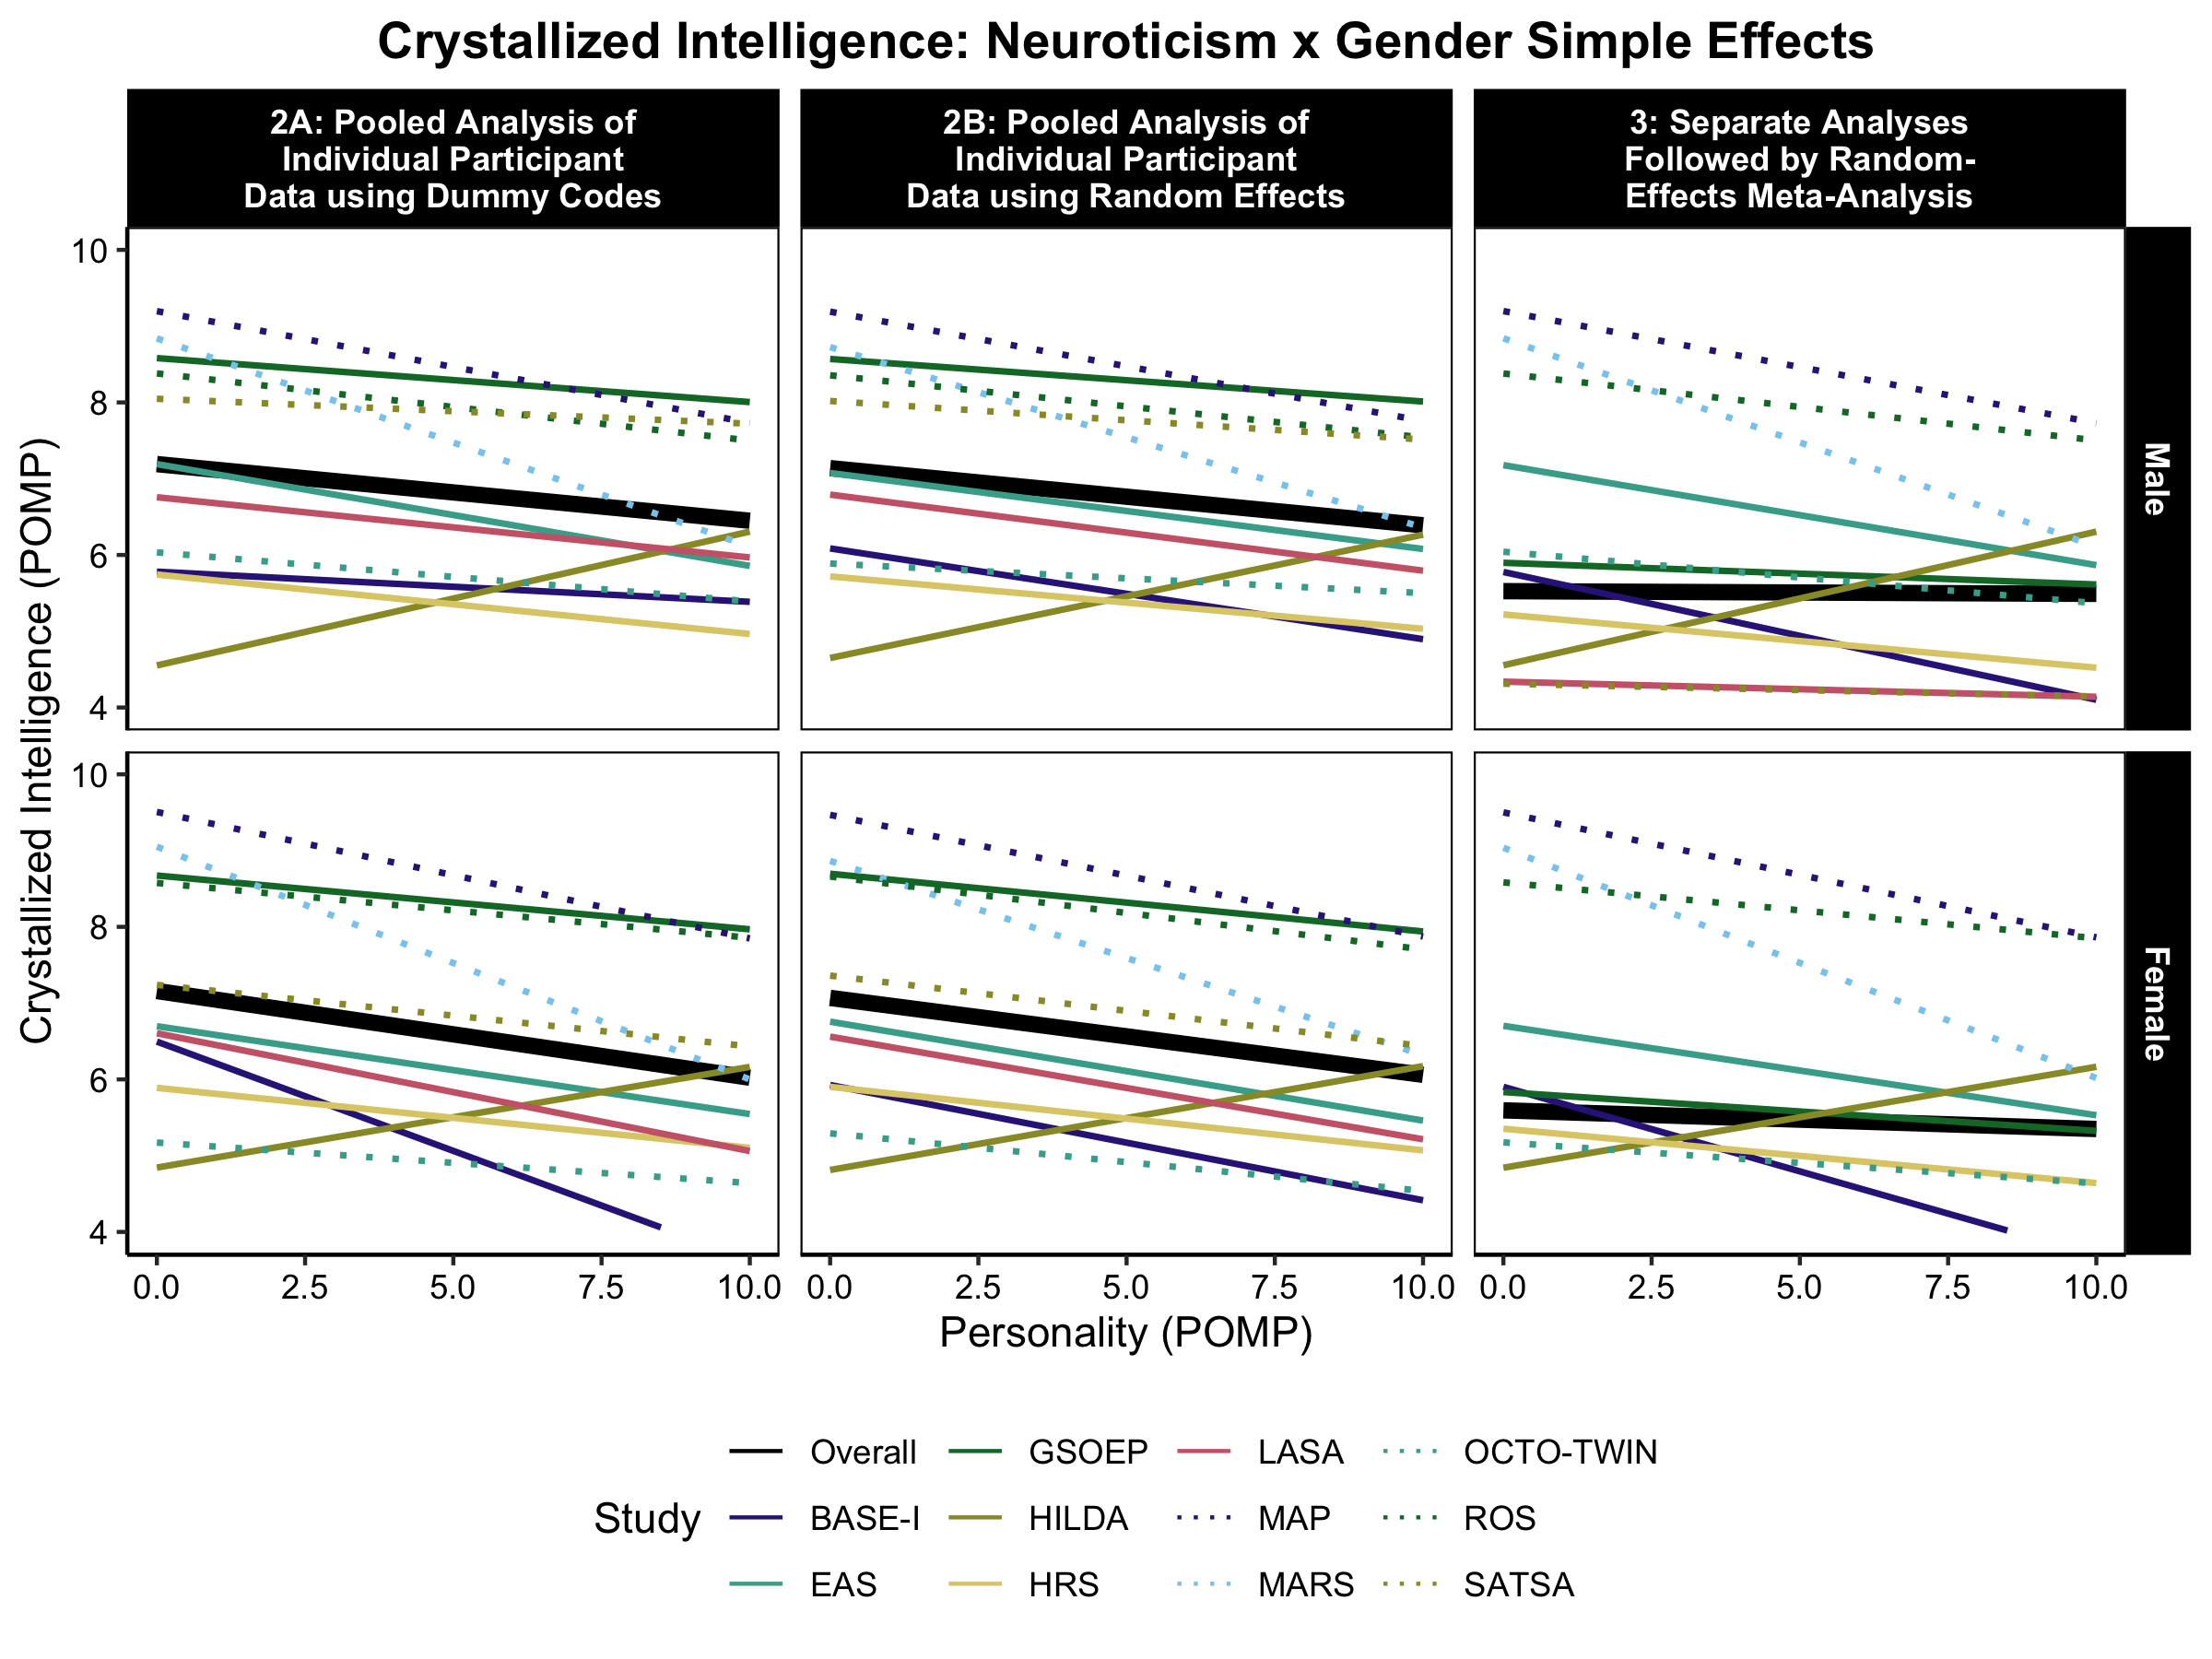 Crystallized Intelligence: Neuroticism x Gender Simple Effects
2A: Pooled Analysis of
Individual Participant
Data using Dummy Codes
2B: Pooled Analysis of
Individual Participant
Data using Random Effects
3: Separate Analyses
Followed by Random-
Effects Meta-Analysis
Crystallized Intelligence (POMP)
10
8
6
4
Male
10
8
6
4
Female
0.0 2.5 5.0 7.5 10.0
0.0 2.5 5.0 7.5 10.0
0.0 2.5 5.0 7.5 10.0
Personality (POMP)
Study
Overall GSOEP LASA OCTO-TWIN
BASE-I HILDA MAP ROS
EAS HRS MARS SATSA